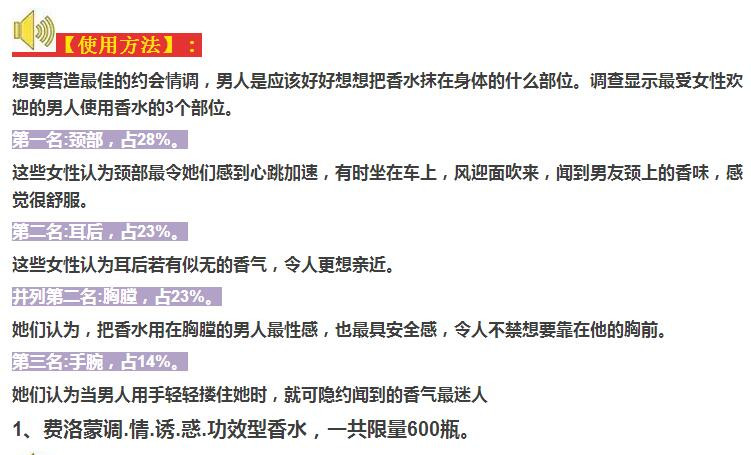 【使用方法】：
想要营造最佳的约会情调，男人是应该好好想想把香水抹在身体的什么部位。调查显示最受女性欢
迎的男人使用香水的3个部位。
第一名:颈部，占28%。
这些女性认为颈部最令她们感到心跳加速，有时坐在车上，风迎面吹来，闻到男友颈上的香味，感
觉很舒服。
第二名:耳后，占23%。
这些女性认为耳后若有似无的香气，令人更想亲近。
并列第二名:胸膛，占23%。
她们认为，把香水用在胸膛的男人最性感，也最具安全感，令人不禁想要靠在他的胸前。
第三名:手腕，占14%。
她们认为当男人用手轻轻搂住她时，就可隐约闻到的香气最迷人
1、费洛蒙调.情.诱.惑.功效型香水，一共限量600瓶。